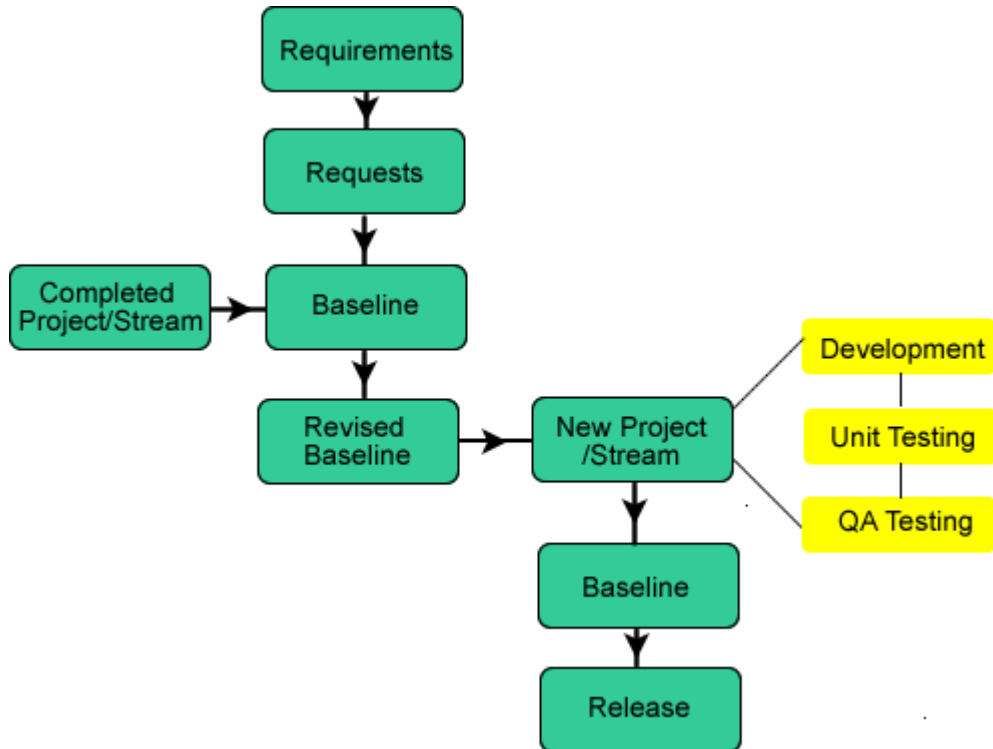 Requirements
Requests
Completed
Project/Stream
Baseline
Revised
Baseline
New Project
/Stream
Development
Unit Testing
QA Testing
Baseline
Release